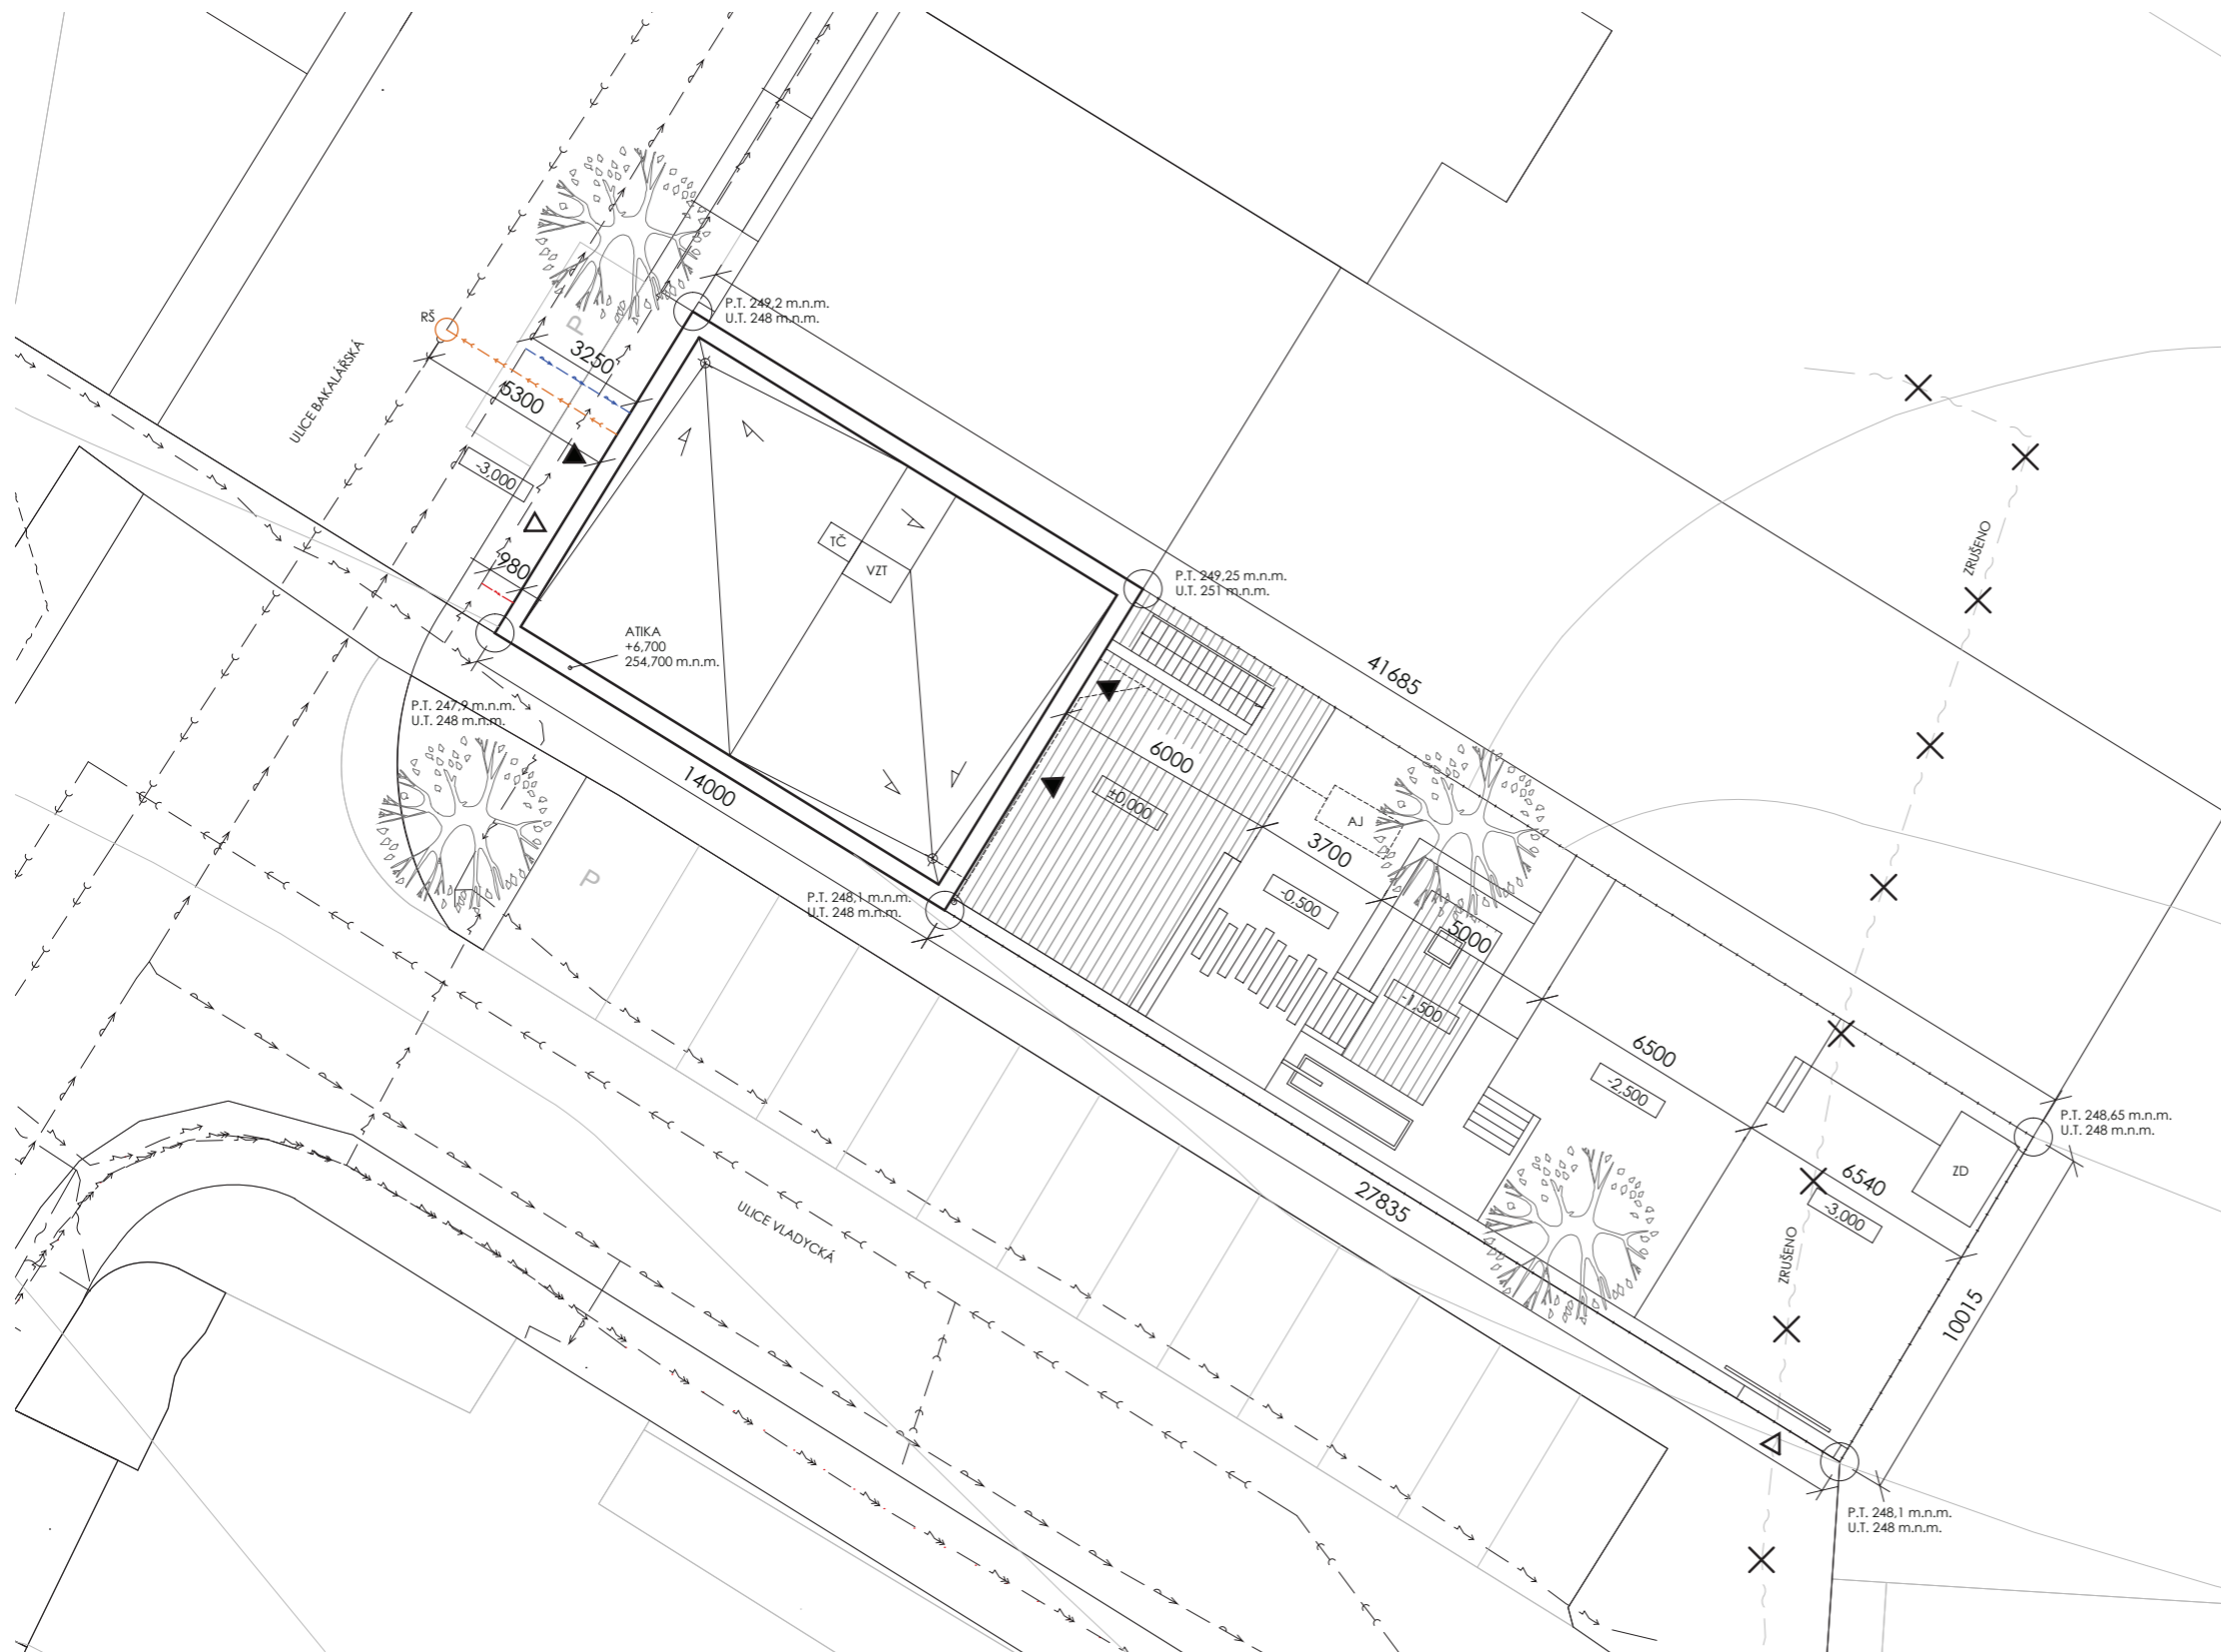 P.T. 249,2 m.n.m.
U.T. 248 m.n.m.
RŠ
P
3250
5300
ULICE BAKALÁŘSKÁ
-3,000
980
TČ
VZT
ATIKA
+6,700
254,700 m.n.m.
P.T. 249,25 m.n.m.
U.T. 251 m.n.m.
ZRUŠENO
41685
P.T. 247,9 m.n.m.
U.T. 248 m.n.m.
14000
6000
±0,000
AJ
3700
P
P.T. 248,1 m.n.m.
U.T. 248 m.n.m.
-0,500
5000
-1,500
6500
-2,500
P.T. 248,65 m.n.m.
U.T. 248 m.n.m.
ZD
6540
-3,000
27835
ULICE VLADYCKÁ
ZRUŠENO
10015
P.T. 248,1 m.n.m.
U.T. 248 m.n.m.